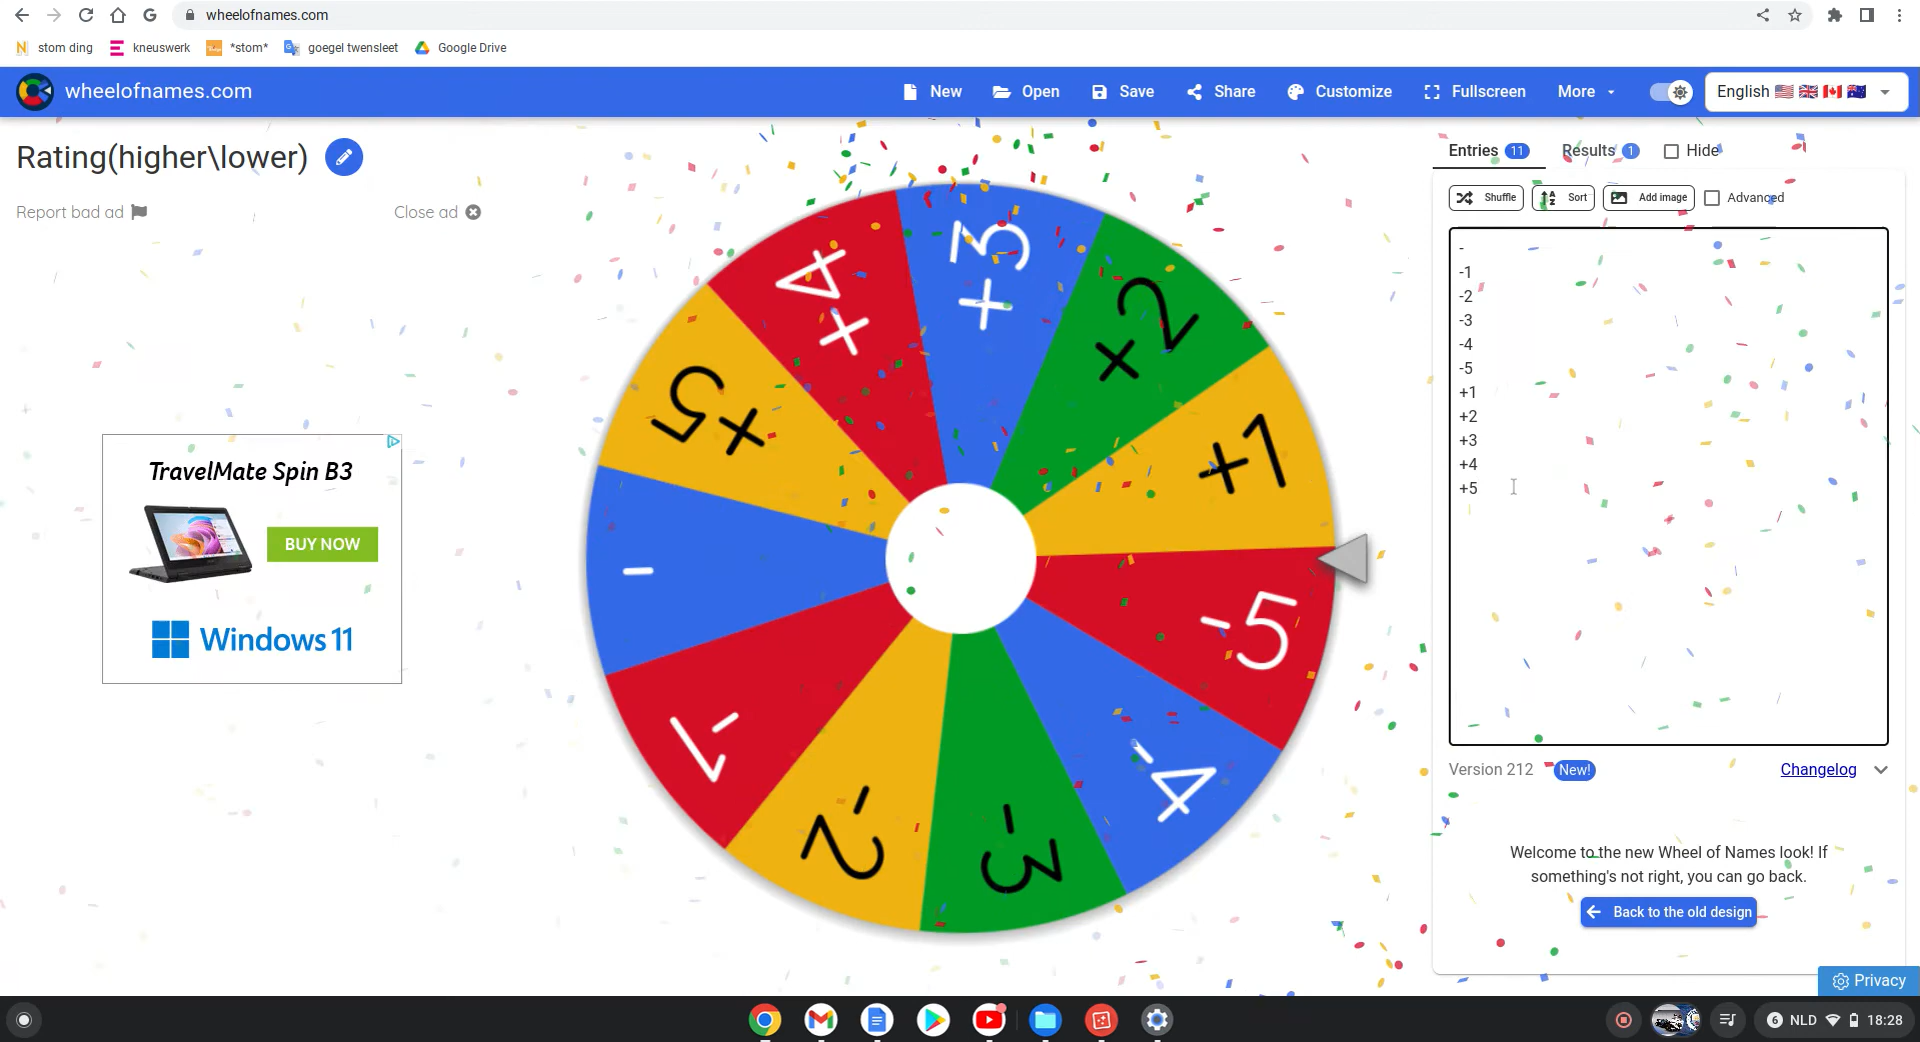 wheelofnames.com
stom ding
kneuswerk
*stom*
goegel twensleet
Google Drive
wheelofnames.com
New
Open
Save
Share
Customize
Fullscreen
More
English
Rating(higher\lower)
Report bad ad
Close ad
TravelMate Spin B3
BUY NOW
Windows 11
+3
+2
+1
-5
-4
-3
-2
-1
-
+5
+4
Entries 11
Results 1
Hide
Shuffle
Sort
Add image
Advanced
-
-1
-2
-3
-4
-5
+1
+2
+3
+4
+5
Version 212
New!
Changelog
Welcome to the new Wheel of Names look! If
something's not right, you can go back.
Back to the old design
Privacy
6 NLD 18:28